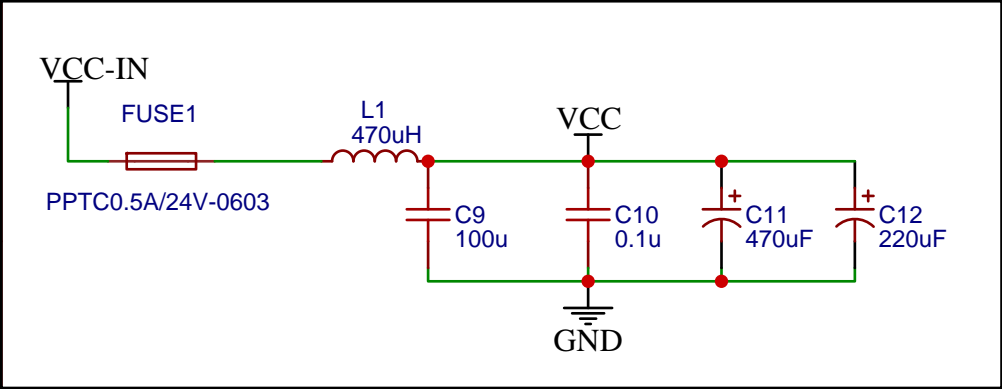 VCC-IN
FUSE1
PPTC0.5A/24V-0603
L1
470uH
VCC
C9
100u
C10
0.1u
+
C11
470uF
+
C12
220uF
GND